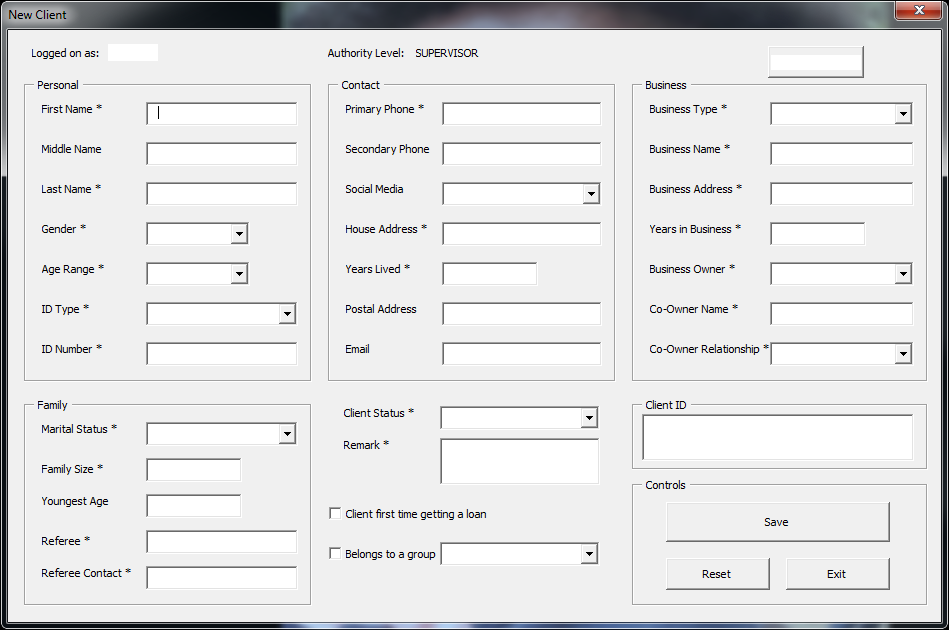 New Client
Logged on as:
Authority Level: SUPERVISOR
Personal
First Name *
Middle Name
Last Name *
Gender *
Age Range *
ID Type *
ID Number *
Contact
Primary Phone *
Secondary Phone
Social Media
House Address *
Years Lived *
Postal Address
Email
Business
Business Type *
Business Name *
Business Address *
Years in Business *
Business Owner *
Co-Owner Name *
Co-Owner Relationship *
Family
Marital Status *
Family Size *
Youngest Age
Referee *
Referee Contact *
Client Status *
Remark *
Client first time getting a loan
Belongs to a group
Client ID
Controls
Save
Reset
Exit